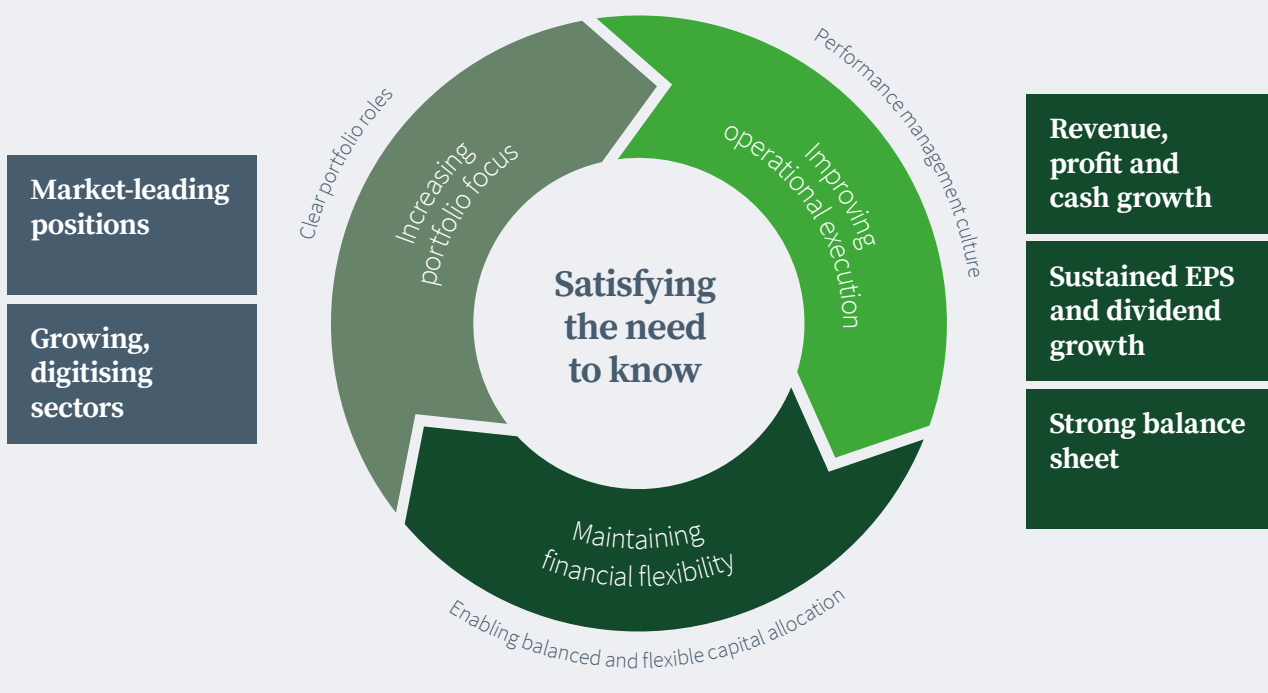 Market-leading
positions
Growing,
digitising
sectors
Clear portfolio roles
Increasing
portfolio focus
Performance management culture
Improving
operational execution
Satisfying
the need
to know
Maintaining
financial flexibility
Enabling balanced and flexible capital allocation
Revenue,
profit and
cash growth
Sustained EPS
and dividend
growth
Strong balance
sheet